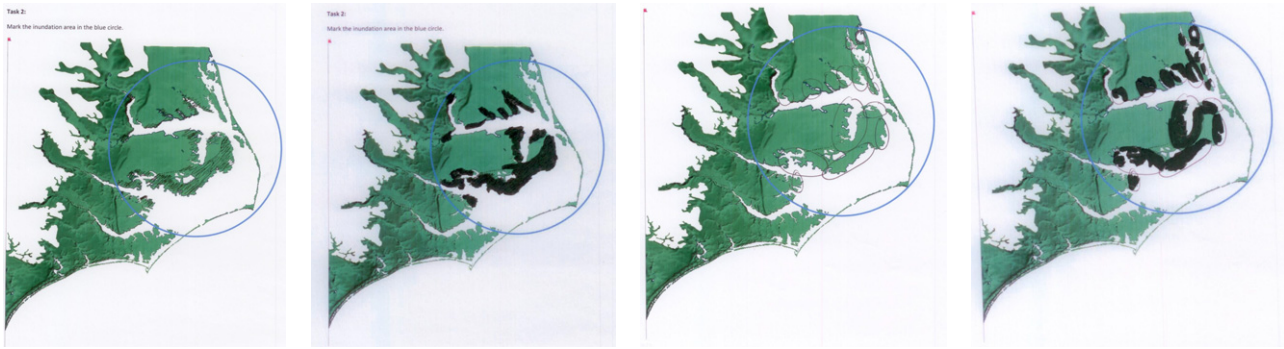 Task 2:
Mark the inundation area in the blue circle.
Task 2:
Mark the inundation area in the blue circle.